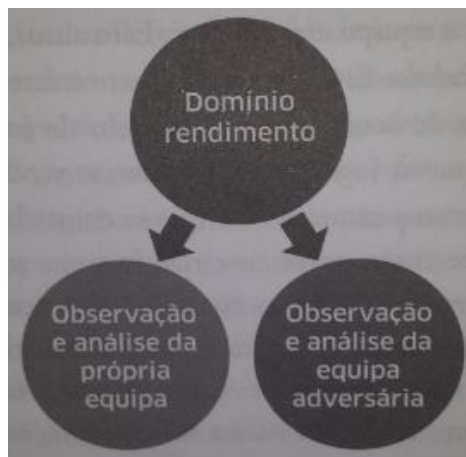 Domínio
rendimento
Observação
e análise da
própria
equipa
Observação
e análise da
equipa
adversária